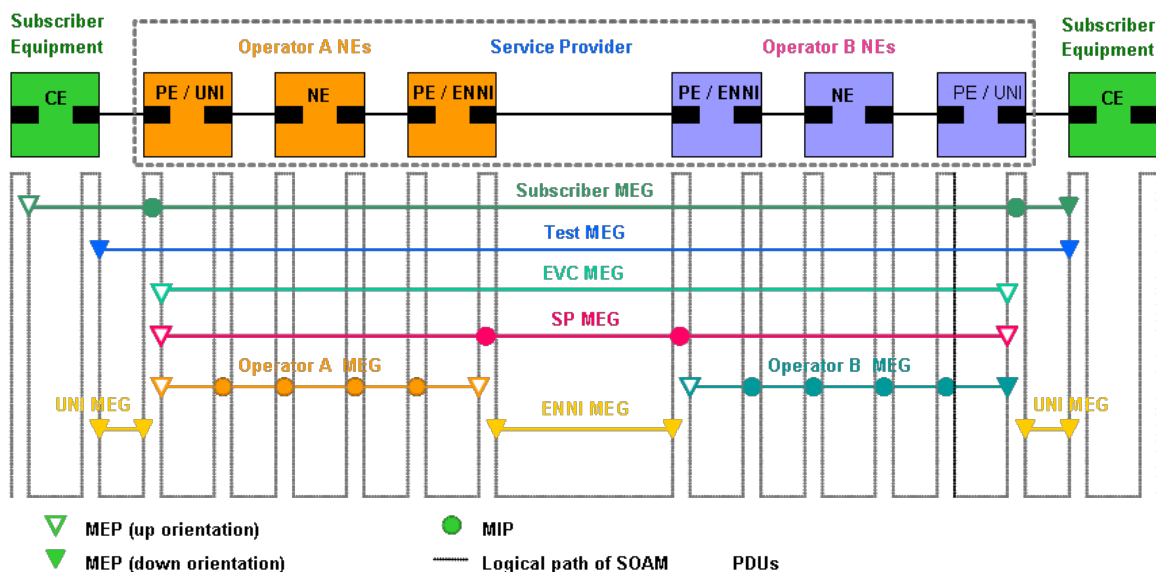 Subscriber
Equipment
Operator A NEs
Service Provider
Operator B NEs
Subscriber
Equipment
CE
PE / UNI
NE
PE / ENNI
PE / ENNI
NE
PE / UNI
CE
Subscriber MEG
Test MEG
EVC MEG
SP MEG
Operator A MEG
Operator B MEG
UNI MEG
ENNI MEG
UNI MEG
MEP (up orientation)
MIP
MEP (down orientation)
Logical path of SOAM PDUs